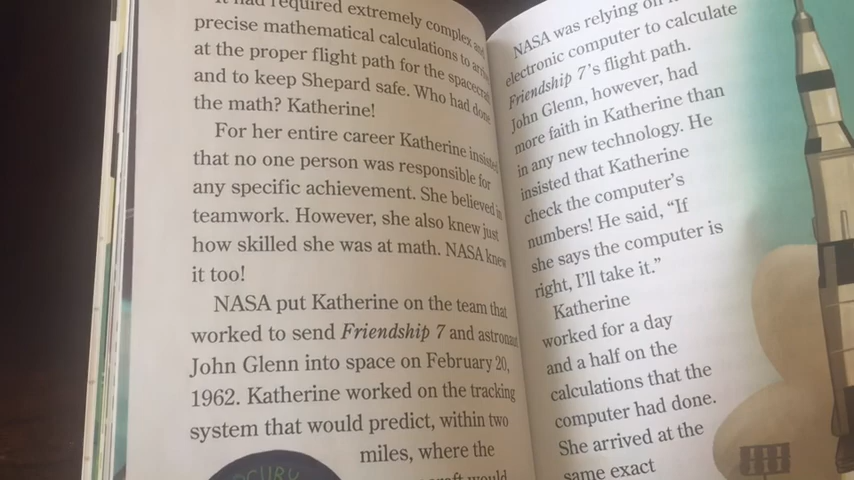 It had required extremely complex and
precise mathematical calculations to arrive
at the proper flight path for the spacecraft
and to keep Shepard safe. Who had done
the math? Katherine!
For her entire career Katherine insisted
that no one person was responsible for
any specific achievement. She believed in
teamwork. However, she also knew just
how skilled she was at math. NASA knew
it too!
NASA put Katherine on the team that
worked to send Friendship 7 and astronaut
John Glenn into space on February 20,
1962. Katherine worked on the tracking
system that would predict, within two
miles, where the
would
NASA was relying on
electronic computer to calculate
Friendship 7's flight path.
John Glenn, however, had
more faith in Katherine than
in any new technology. He
insisted that Katherine
check the computer's
numbers! He said, “If
she says the computer is
right, I'll take it.”
Katherine
worked for a day
and a half on the
calculations that the
computer had done.
She arrived at the
same exact